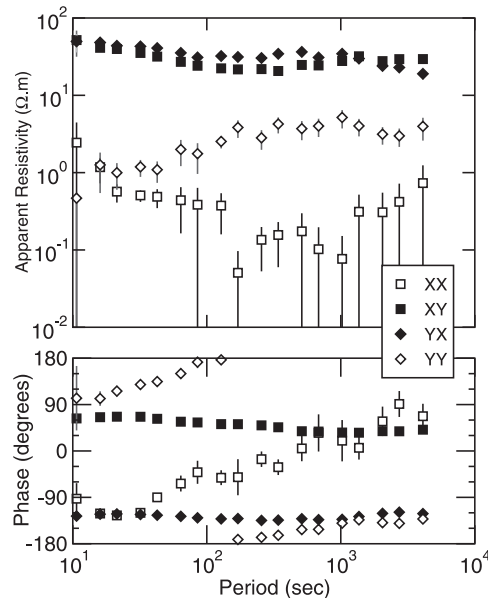 10²
10¹
10⁰
10⁻¹
10⁻²
Apparent Resistivity (Ω.m)
XX
XY
YX
YY
180
90
0
-90
-180
Phase (degrees)
10¹
10²
10³
10⁴
Period (sec)